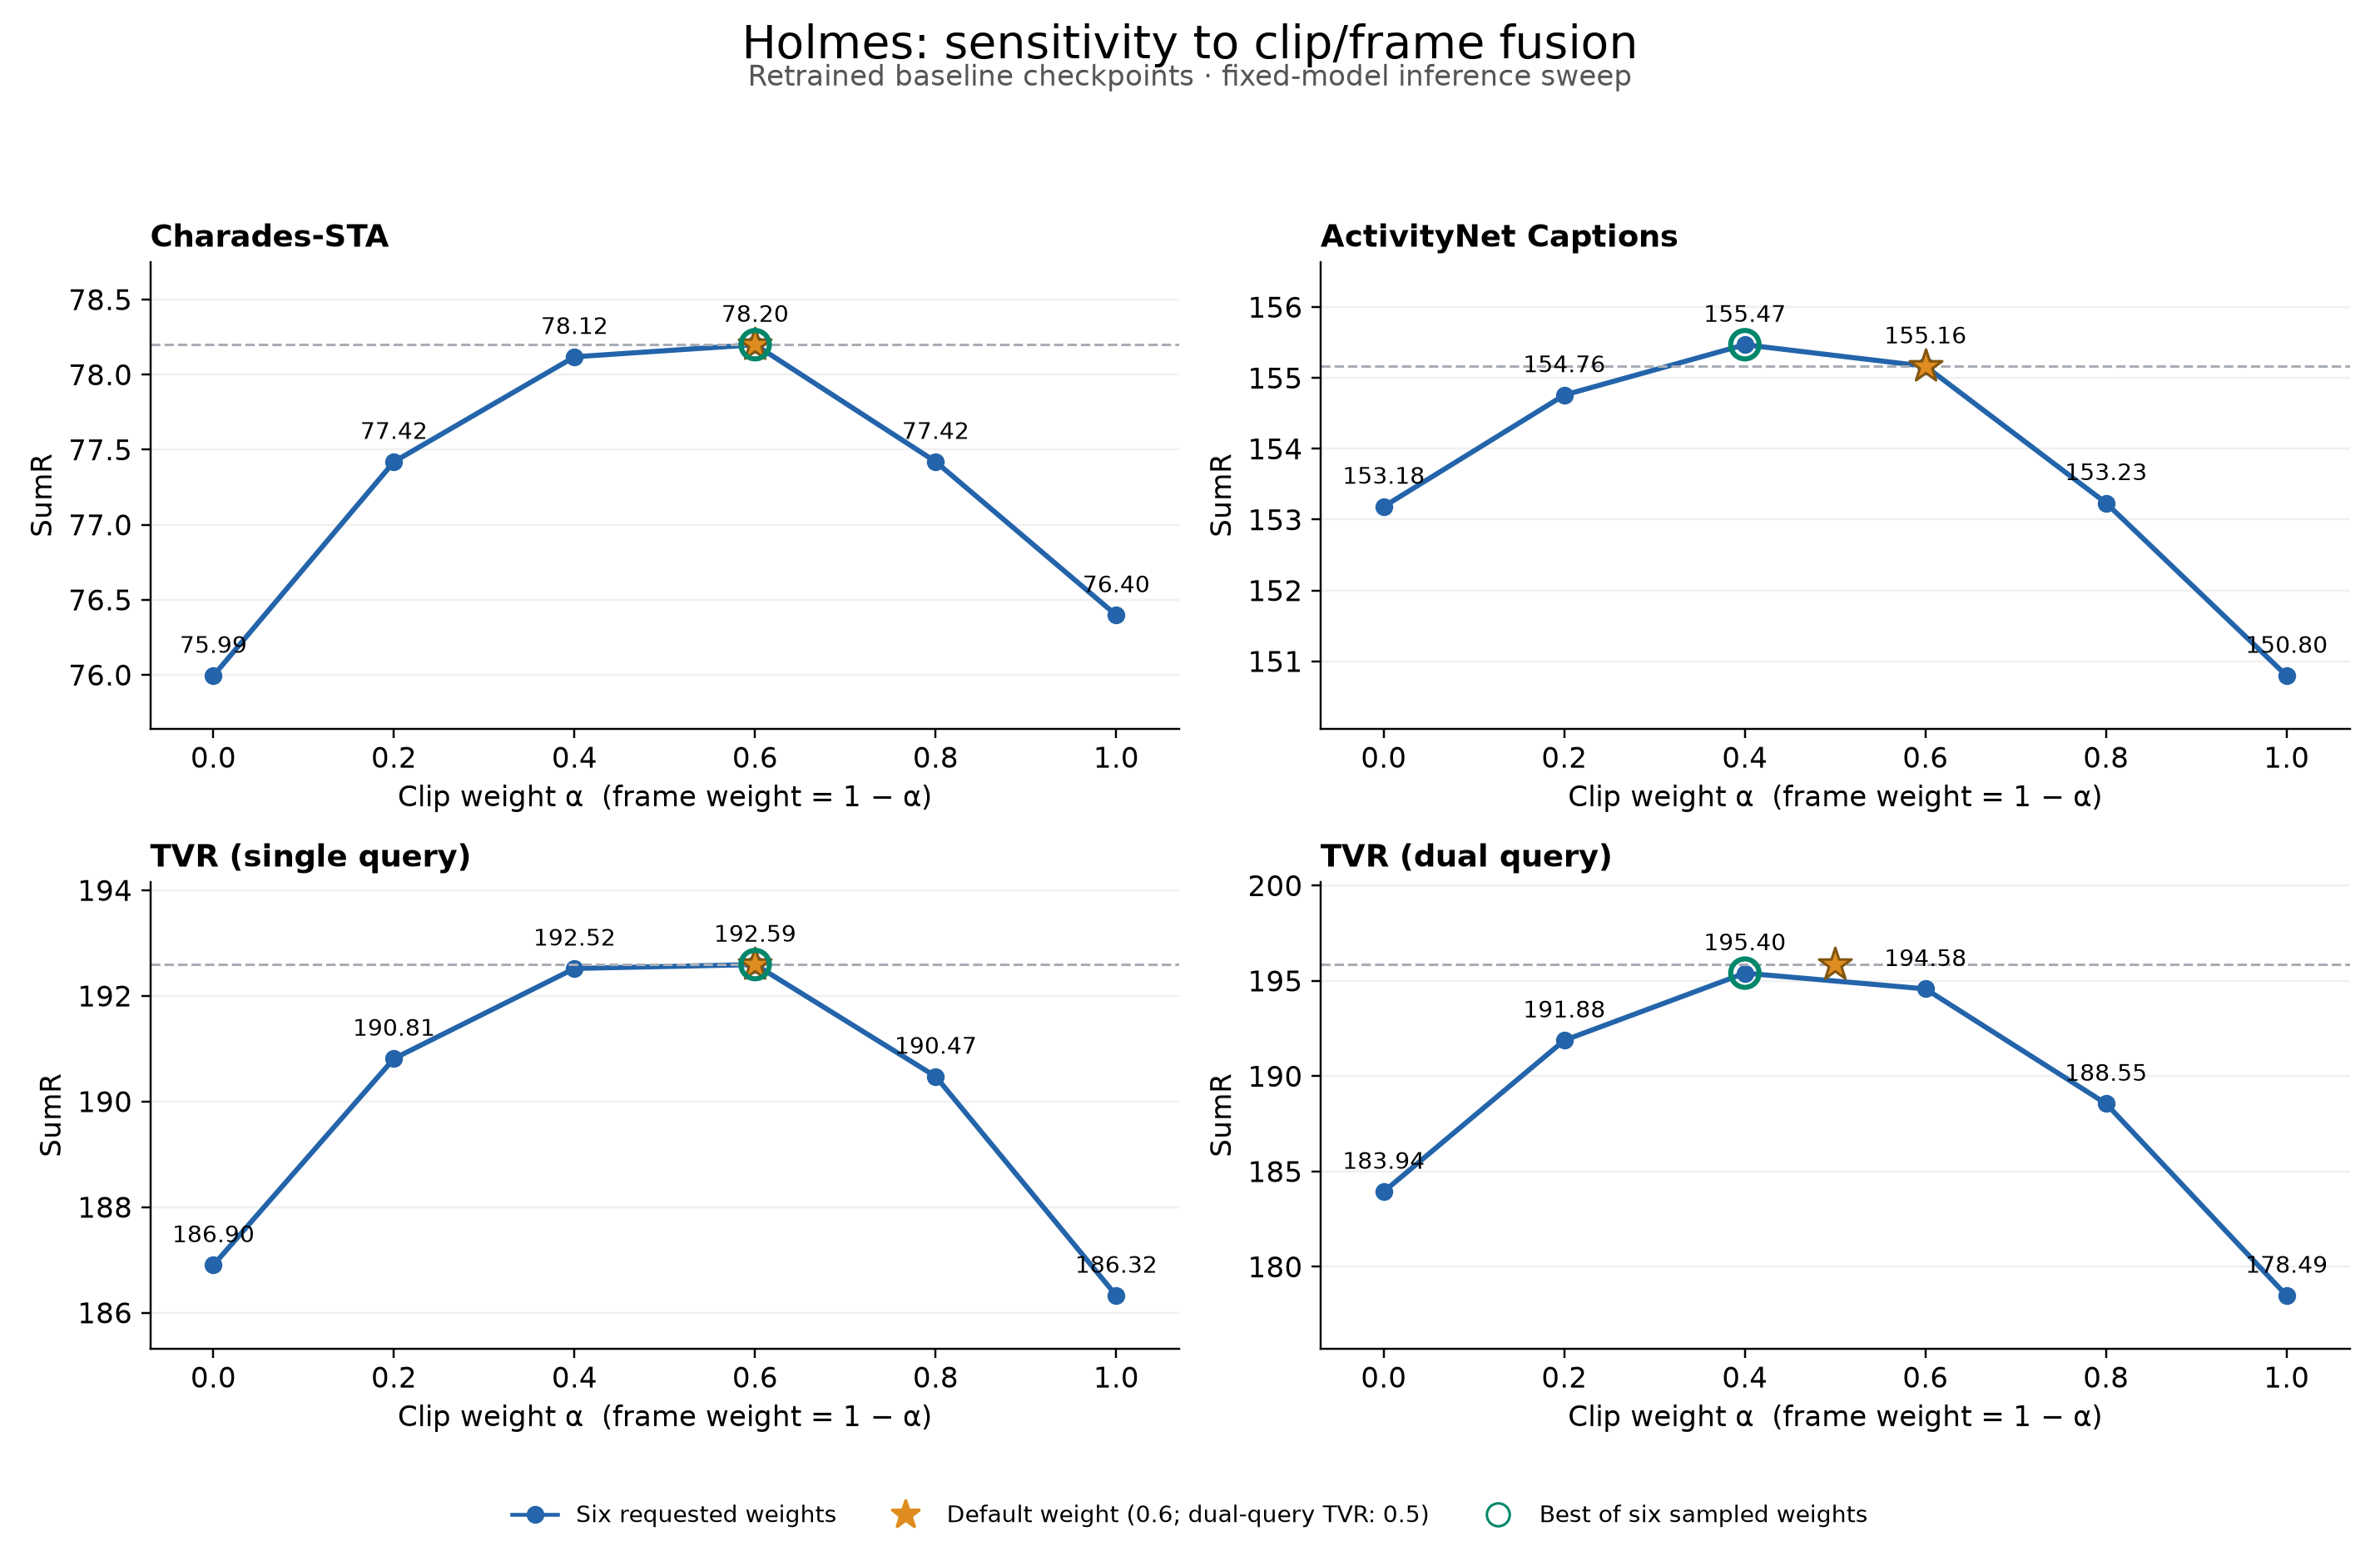 Holmes: sensitivity to clip/frame fusion
Retrained baseline checkpoints · fixed-model inference sweep
Charades-STA
78.5
78.0
77.5
77.0
76.5
76.0
SumR
75.99
77.42
78.12
78.20
77.42
76.40
0.0 0.2 0.4 0.6 0.8 1.0
Clip weight α (frame weight = 1 − α)
ActivityNet Captions
156
155
154
153
152
151
SumR
153.18
154.76
155.47
155.16
153.23
150.80
0.0 0.2 0.4 0.6 0.8 1.0
Clip weight α (frame weight = 1 − α)
TVR (single query)
194
192
190
188
186
SumR
186.90
190.81
192.52
192.59
190.47
186.32
0.0 0.2 0.4 0.6 0.8 1.0
Clip weight α (frame weight = 1 − α)
TVR (dual query)
200
195
190
185
180
SumR
183.94
191.88
195.40
194.58
188.55
178.49
0.0 0.2 0.4 0.6 0.8 1.0
Clip weight α (frame weight = 1 − α)
Six requested weights
Default weight (0.6; dual-query TVR: 0.5)
Best of six sampled weights